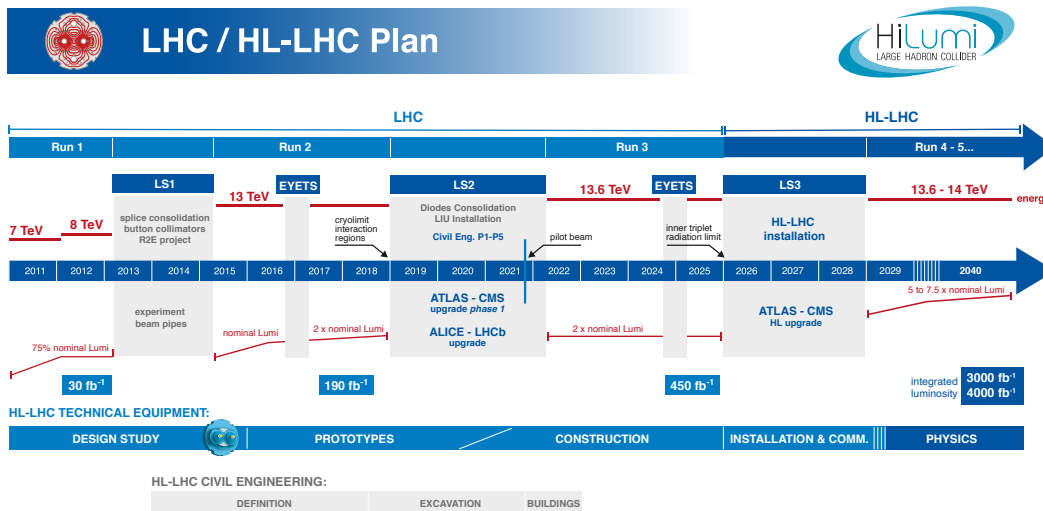 LHC / HL-LHC Plan
HiLumi
LARGE HADRON COLLIDER
LHC
HL-LHC
Run 1
Run 2
Run 3
Run 4 - 5...
LS1
EYETS
LS2
EYETS
LS3
13 TeV
13.6 TeV
13.6 - 14 TeV
energy
7 TeV
8 TeV
splice consolidation
button collimators
R2E project
cryolimit
interaction
regions
Diodes Consolidation
LIU Installation
Civil Eng. P1-P5
pilot beam
inner triplet
radiation limit
HL-LHC
installation
2011
2012
2013
2014
2015
2016
2017
2018
2019
2020
2021
2022
2023
2024
2025
2026
2027
2028
2029
2040
5 to 7.5 x nominal Lumi
experiment
beam pipes
ATLAS - CMS
upgrade phase 1
ALICE - LHCb
upgrade
ATLAS - CMS
HL upgrade
75% nominal Lumi
nominal Lumi
2 x nominal Lumi
2 x nominal Lumi
30 fb⁻¹
190 fb⁻¹
450 fb⁻¹
integrated
luminosity
3000 fb⁻¹
4000 fb⁻¹
HL-LHC TECHNICAL EQUIPMENT:
DESIGN STUDY
PROTOTYPES
CONSTRUCTION
INSTALLATION & COMM.
PHYSICS
HL-LHC CIVIL ENGINEERING:
DEFINITION
EXCAVATION
BUILDINGS